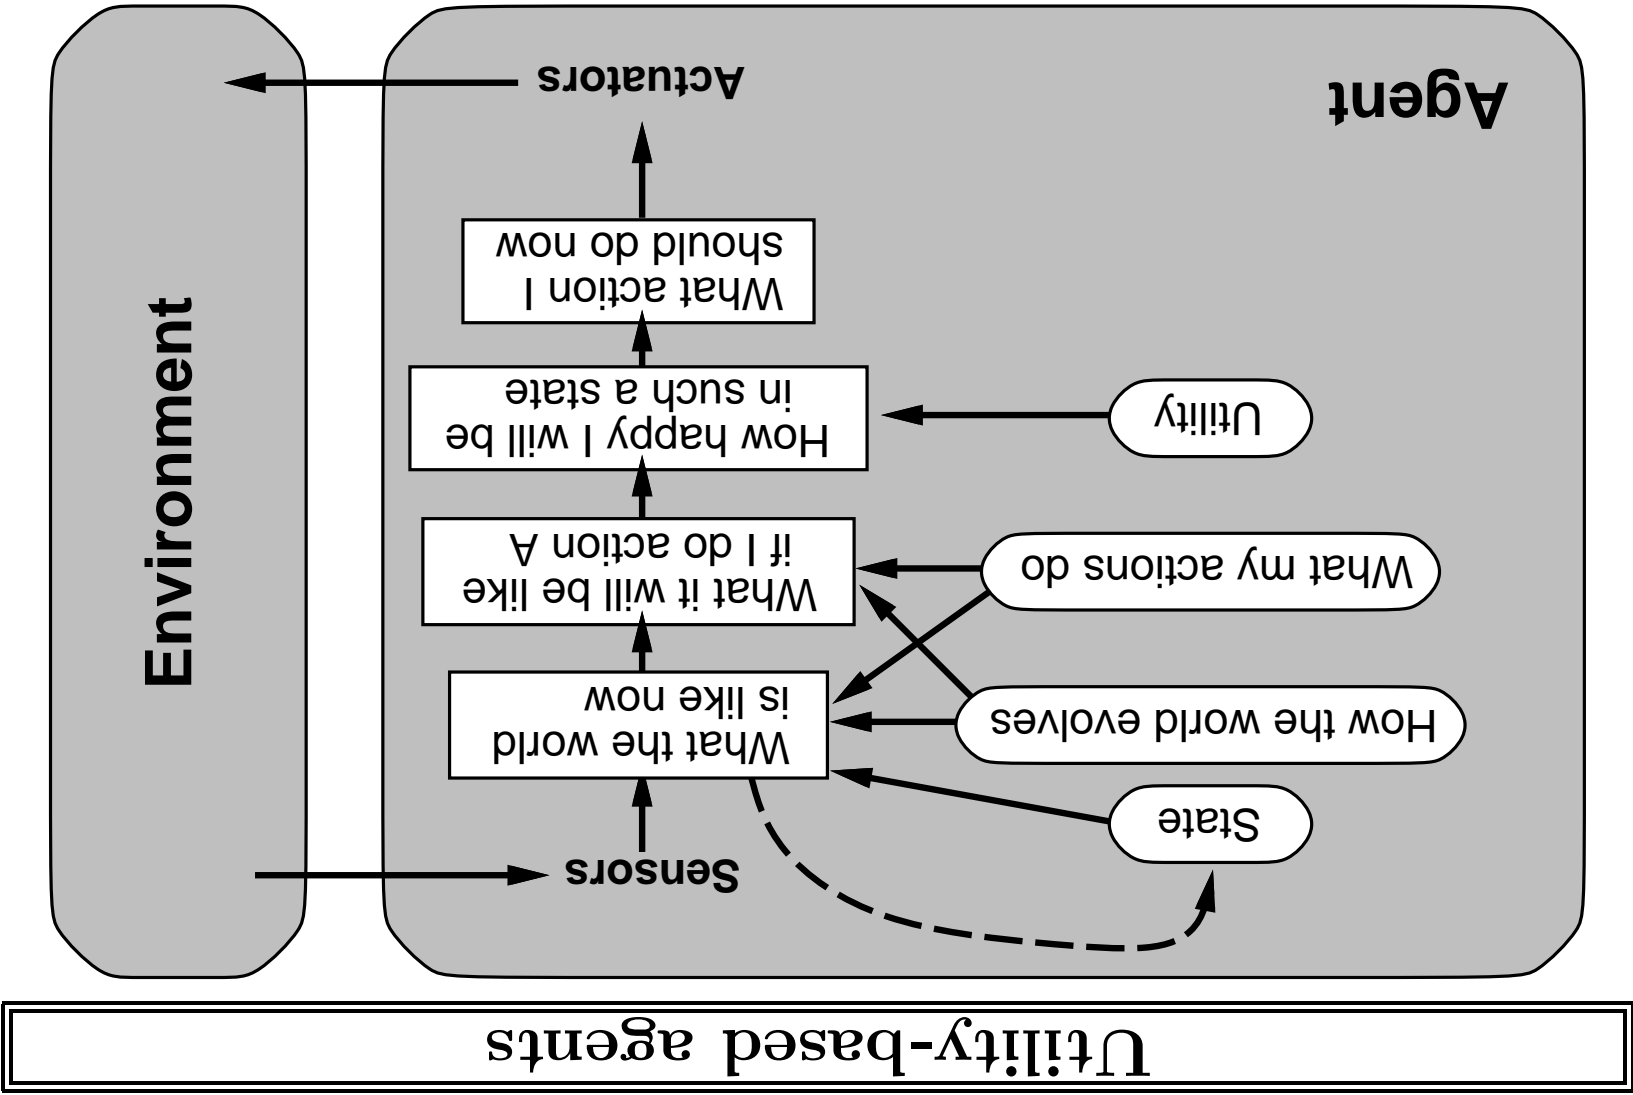 Utility-based agents
Sensors
State
What the world
is like now
How the world evolves
What it will be like
if I do action A
What my actions do
How happy I will be
in such a state
Utility
What action I
should do now
Agent
Actuators
Environment